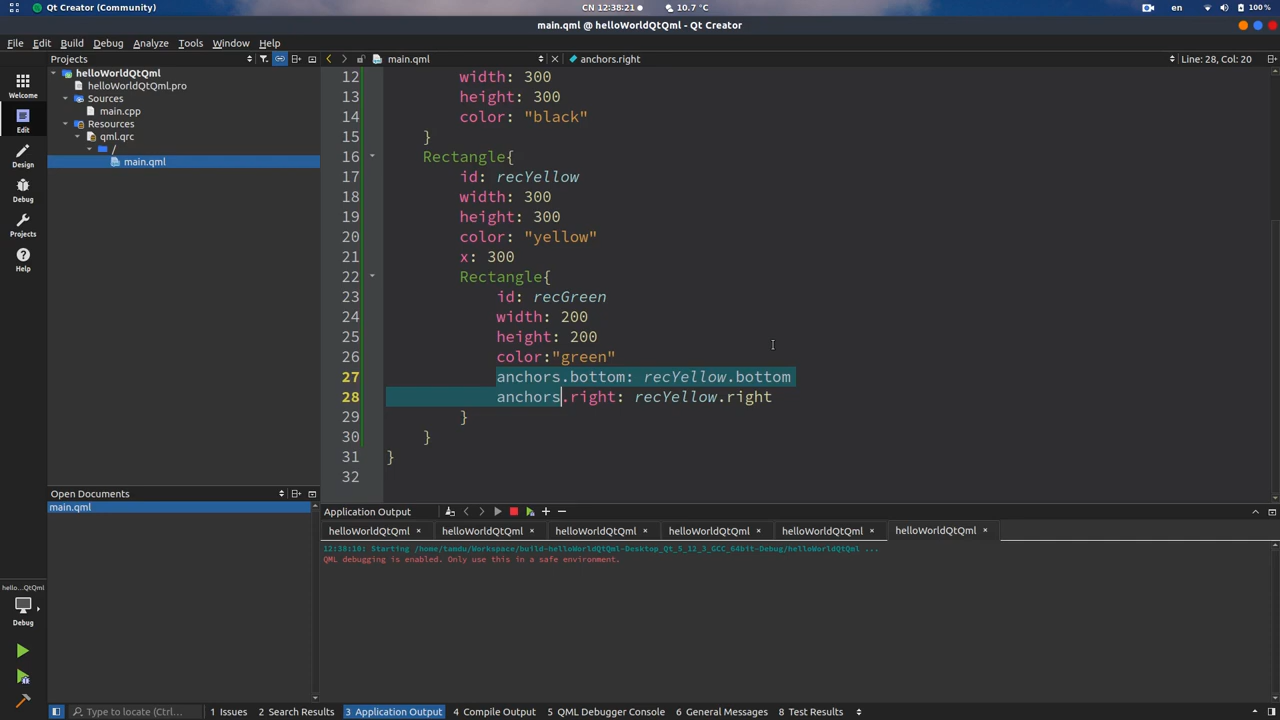 Qt Creator (Community)
CN 12:38:21
10.7 °C
en
100 %
main.qml @ helloWorldQtQml - Qt Creator
File Edit Build Debug Analyze Tools Window Help
Projects
main.qml
anchors.right
Line: 28, Col: 20
Welcome
Edit
Design
Debug
Projects
Help
helloWorldQtQml
helloWorldQtQml.pro
Sources
main.cpp
Resources
qml.qrc
/
main.qml
12 width: 300
13 height: 300
14 color: "black"
15 }
16 Rectangle{
17 id: recYellow
18 width: 300
19 height: 300
20 color: "yellow"
21 x: 300
22 Rectangle{
23 id: recGreen
24 width: 200
25 height: 200
26 color:"green"
27 anchors.bottom: recYellow.bottom
28 anchors.right: recYellow.right
29 }
30 }
31 }
32
Open Documents
main.qml
Application Output
helloWorldQtQml helloWorldQtQml helloWorldQtQml helloWorldQtQml helloWorldQtQml helloWorldQtQml
12:38:10: Starting /home/tamdu/Workspace/build-helloWorldQtQml-Desktop_Qt_5_12_3_GCC_64bit-Debug/helloWorldQtQml ...
QML debugging is enabled. Only use this in a safe environment.
hello...QtQml
Debug
Type to locate (Control...
1 Issues 2 Search Results 3 Application Output 4 Compile Output 5 QML Debugger Console 6 General Messages 8 Test Results